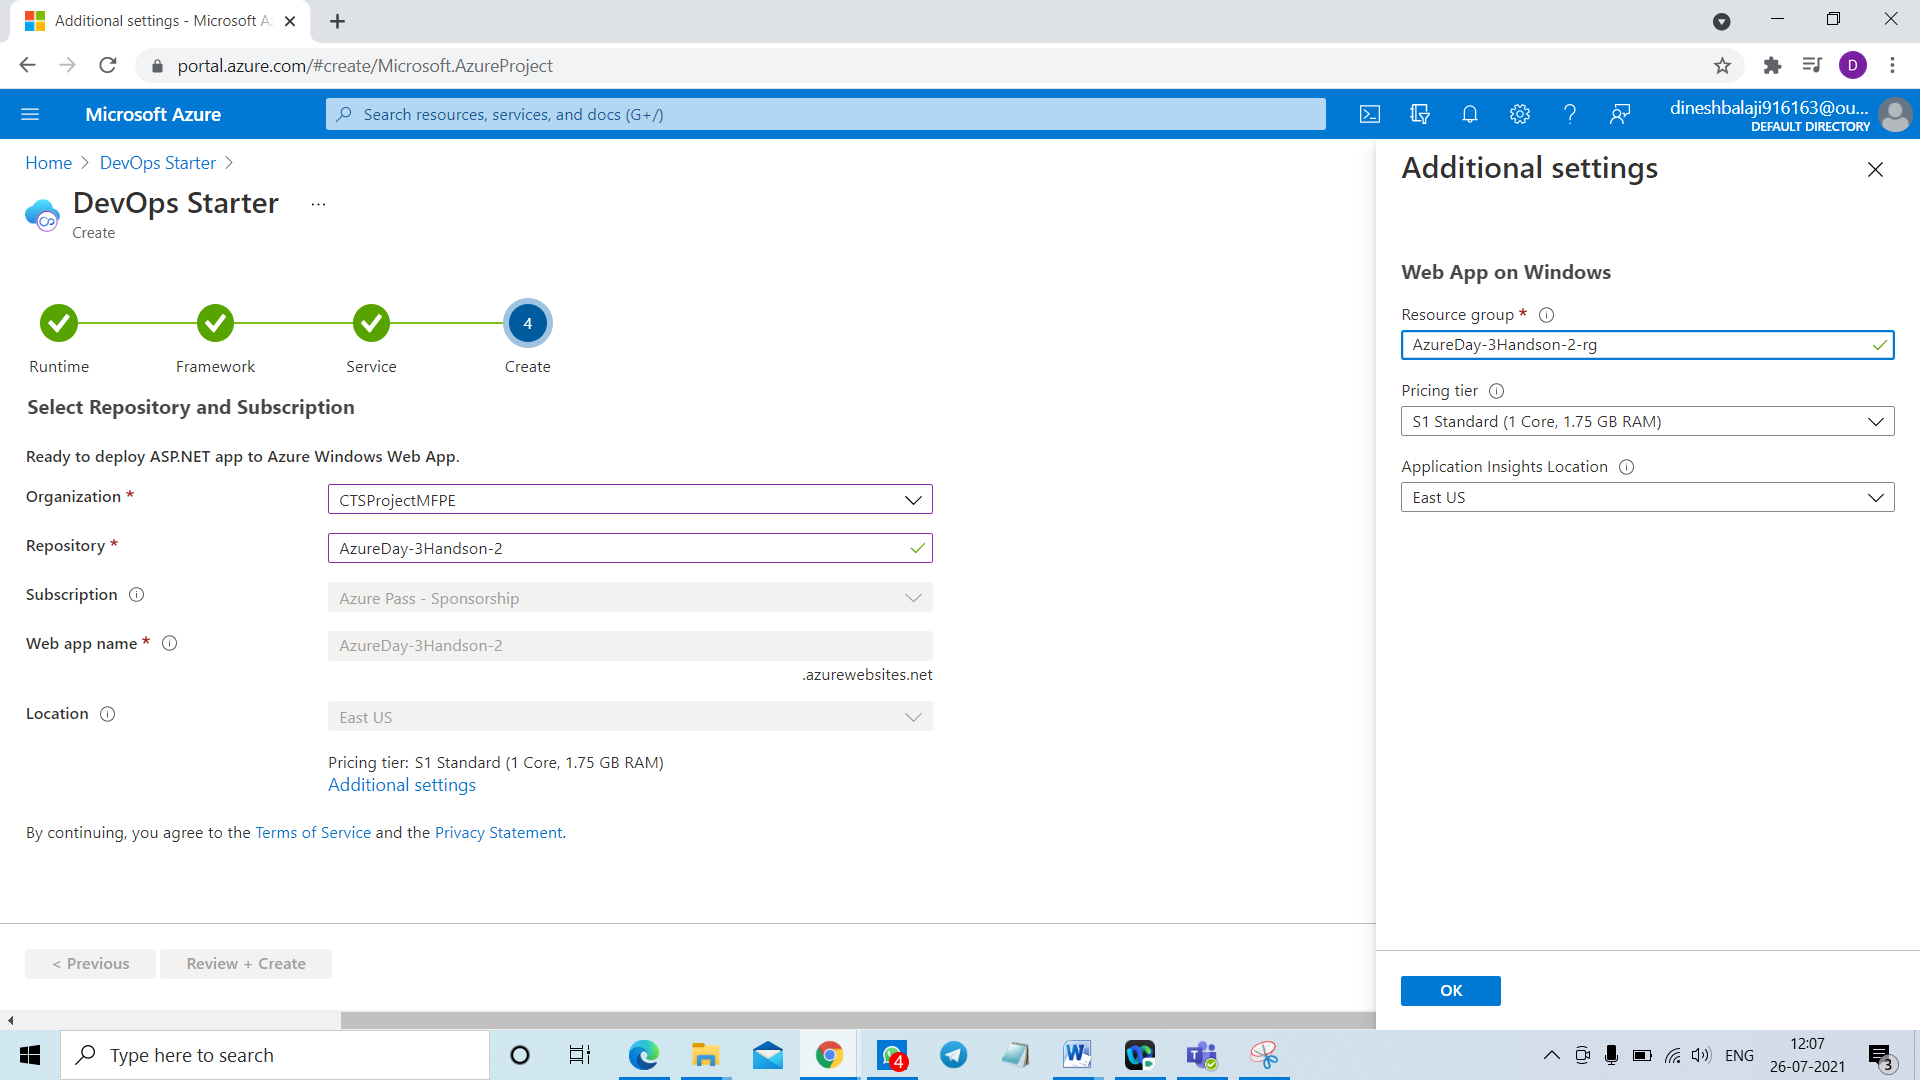 Additional settings - Microsoft Az
portal.azure.com/#create/Microsoft.AzureProject
D
Microsoft Azure
Search resources, services, and docs (G+/)
dineshbalaji916163@ou...
DEFAULT DIRECTORY
Home > DevOps Starter >
DevOps Starter ...
Create
4
Runtime
Framework
Service
Create
Select Repository and Subscription
Ready to deploy ASP.NET app to Azure Windows Web App.
Organization *
CTSProjectMFPE
Repository *
AzureDay-3Handson-2
Subscription
Azure Pass - Sponsorship
Web app name *
AzureDay-3Handson-2
.azurewebsites.net
Location
East US
Pricing tier: S1 Standard (1 Core, 1.75 GB RAM)
Additional settings
By continuing, you agree to the Terms of Service and the Privacy Statement.
< Previous
Review + Create
Additional settings
Web App on Windows
Resource group *
AzureDay-3Handson-2-rg
Pricing tier
S1 Standard (1 Core, 1.75 GB RAM)
Application Insights Location
East US
OK
Type here to search
4
ENG
12:07
26-07-2021
3